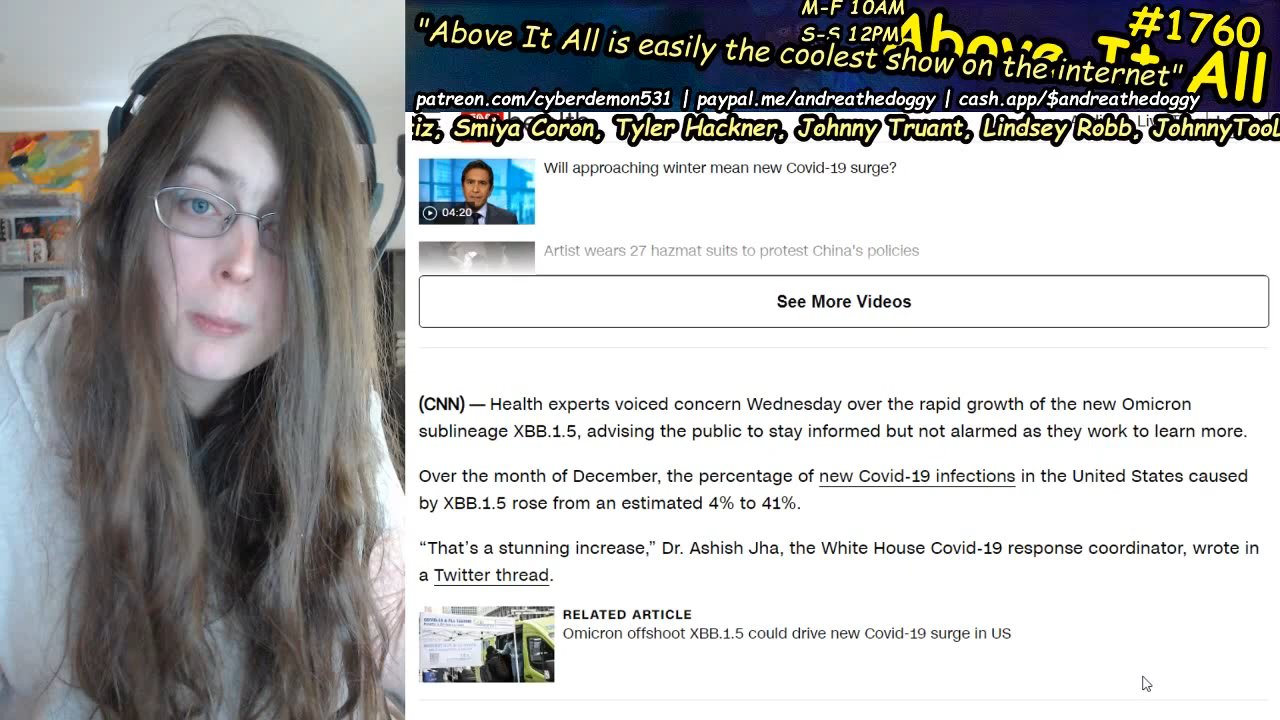 M-F 10AM
S-S 12PM
#1760
Above It All
"Above It All is easily the coolest show on the internet"
patreon.com/cyberdemon531 | paypal.me/andreathedoggy | cash.app/$andreathedoggy
iz, Smiya Coron, Tyler Hackner, Johnny Truant, Lindsey Robb, JohnnyTool
Will approaching winter mean new Covid-19 surge?
04:20
Artist wears 27 hazmat suits to protest China's policies
See More Videos
(CNN) — Health experts voiced concern Wednesday over the rapid growth of the new Omicron
sublineage XBB.1.5, advising the public to stay informed but not alarmed as they work to learn more.
Over the month of December, the percentage of new Covid-19 infections in the United States caused
by XBB.1.5 rose from an estimated 4% to 41%.
“That’s a stunning increase,” Dr. Ashish Jha, the White House Covid-19 response coordinator, wrote in
a Twitter thread.
RELATED ARTICLE
Omicron offshoot XBB.1.5 could drive new Covid-19 surge in US